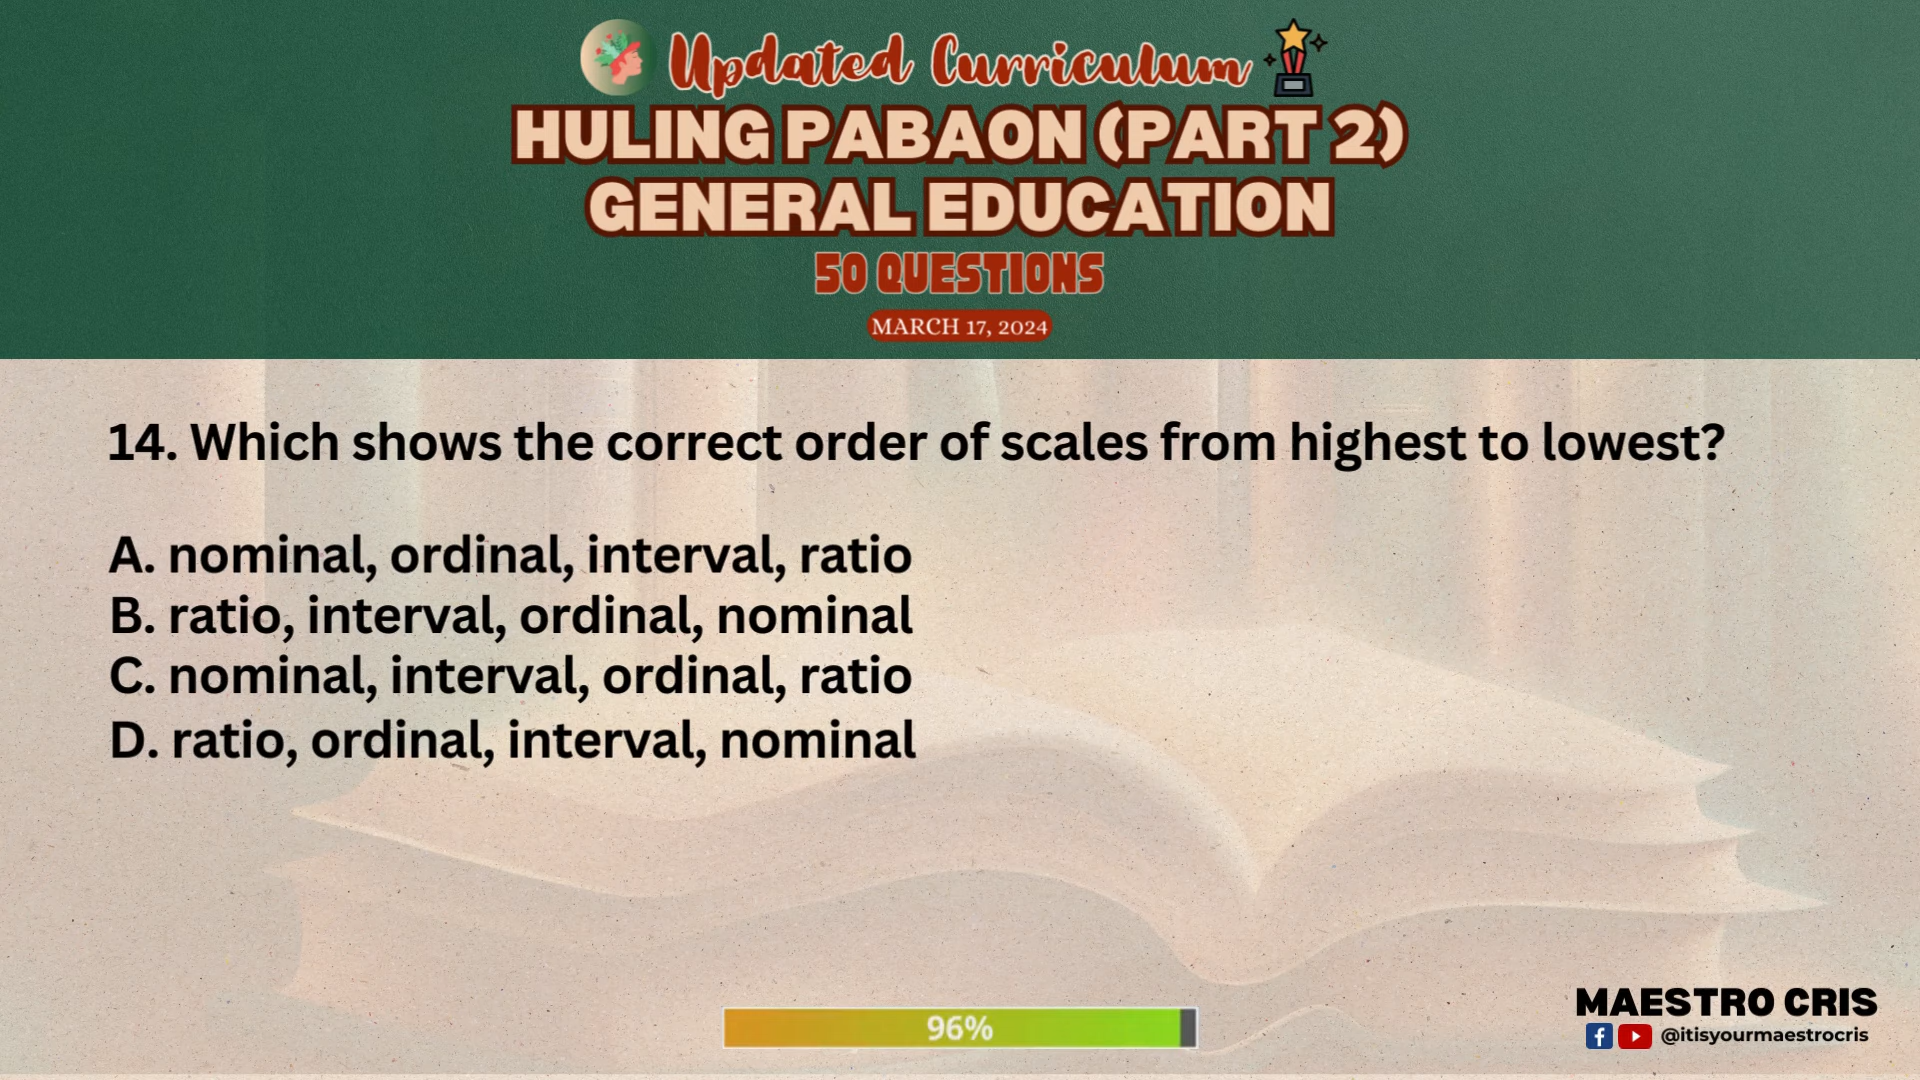 Updated Curriculum
HULING PABAON (PART 2)
GENERAL EDUCATION
50 QUESTIONS
MARCH 17, 2024
14. Which shows the correct order of scales from highest to lowest?
A. nominal, ordinal, interval, ratio
B. ratio, interval, ordinal, nominal
C. nominal, interval, ordinal, ratio
D. ratio, ordinal, interval, nominal
96%
MAESTRO CRIS
@itisyourmaestrocris